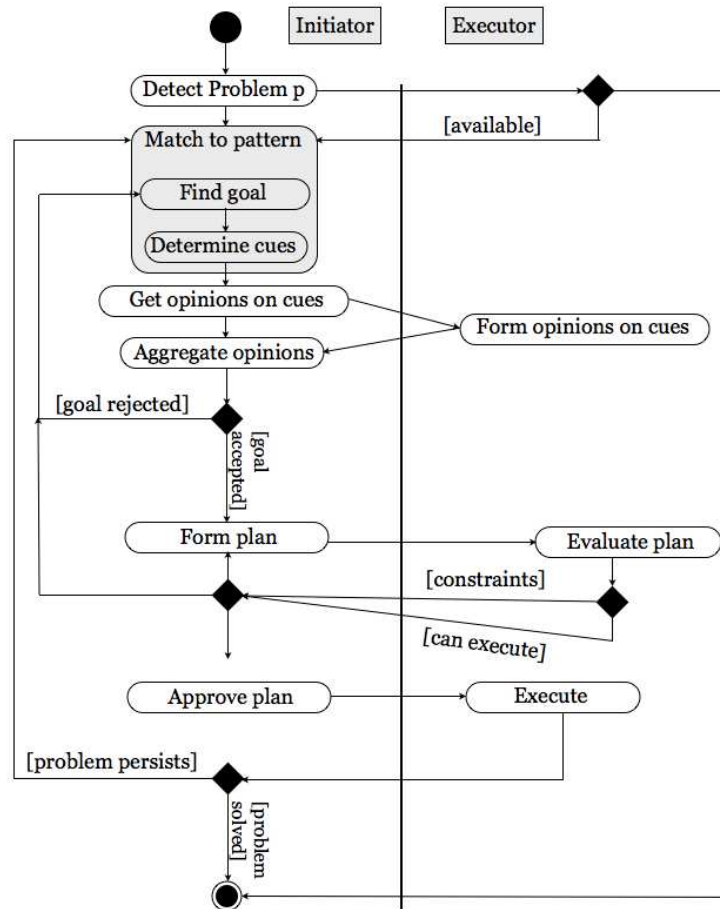 Initiator
Executor
Detect Problem p
[available]
Match to pattern
Find goal
Determine cues
Get opinions on cues
Form opinions on cues
Aggregate opinions
[goal rejected]
[goal
accepted]
Form plan
Evaluate plan
[constraints]
[can execute]
Approve plan
Execute
[problem persists]
[problem
solved]